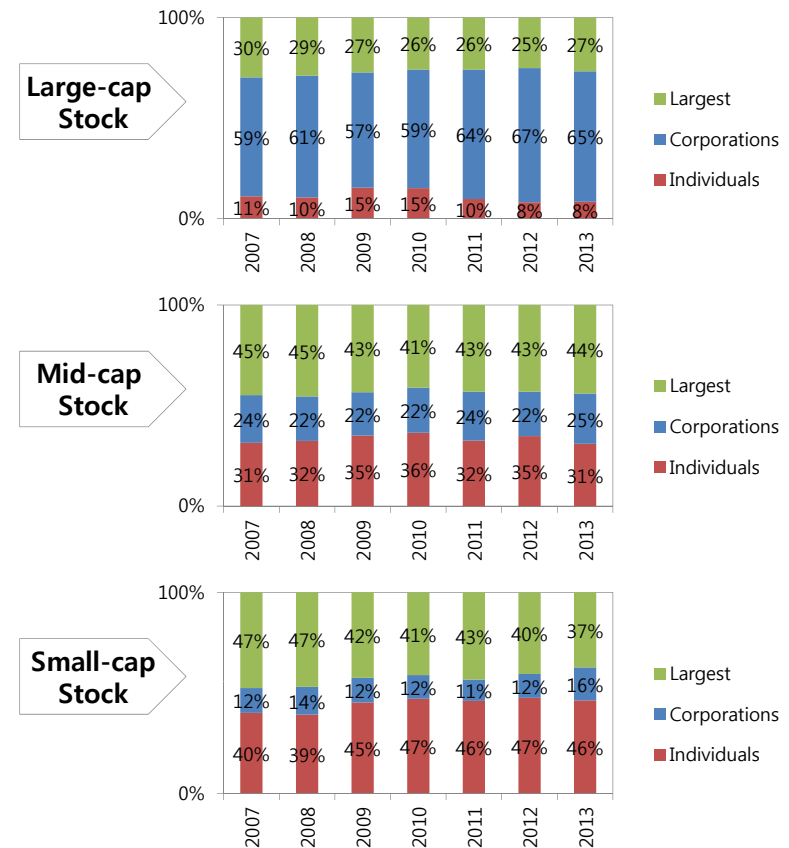 100%
30% 29% 27% 26% 26% 25% 27%
Large-cap
Stock
59% 61% 57% 59% 64% 67% 65%
11% 10% 15% 15% 10% 8% 8%
0%
2007 2008 2009 2010 2011 2012 2013
Largest
Corporations
Individuals
100%
45% 45% 43% 41% 43% 43% 44%
Mid-cap
Stock
24% 22% 22% 22% 24% 22% 25%
31% 32% 35% 36% 32% 35% 31%
0%
2007 2008 2009 2010 2011 2012 2013
Largest
Corporations
Individuals
100%
47% 47% 42% 41% 43% 40% 37%
Small-cap
Stock
12% 14% 12% 12% 11% 12% 16%
40% 39% 45% 47% 46% 47% 46%
0%
2007 2008 2009 2010 2011 2012 2013
Largest
Corporations
Individuals